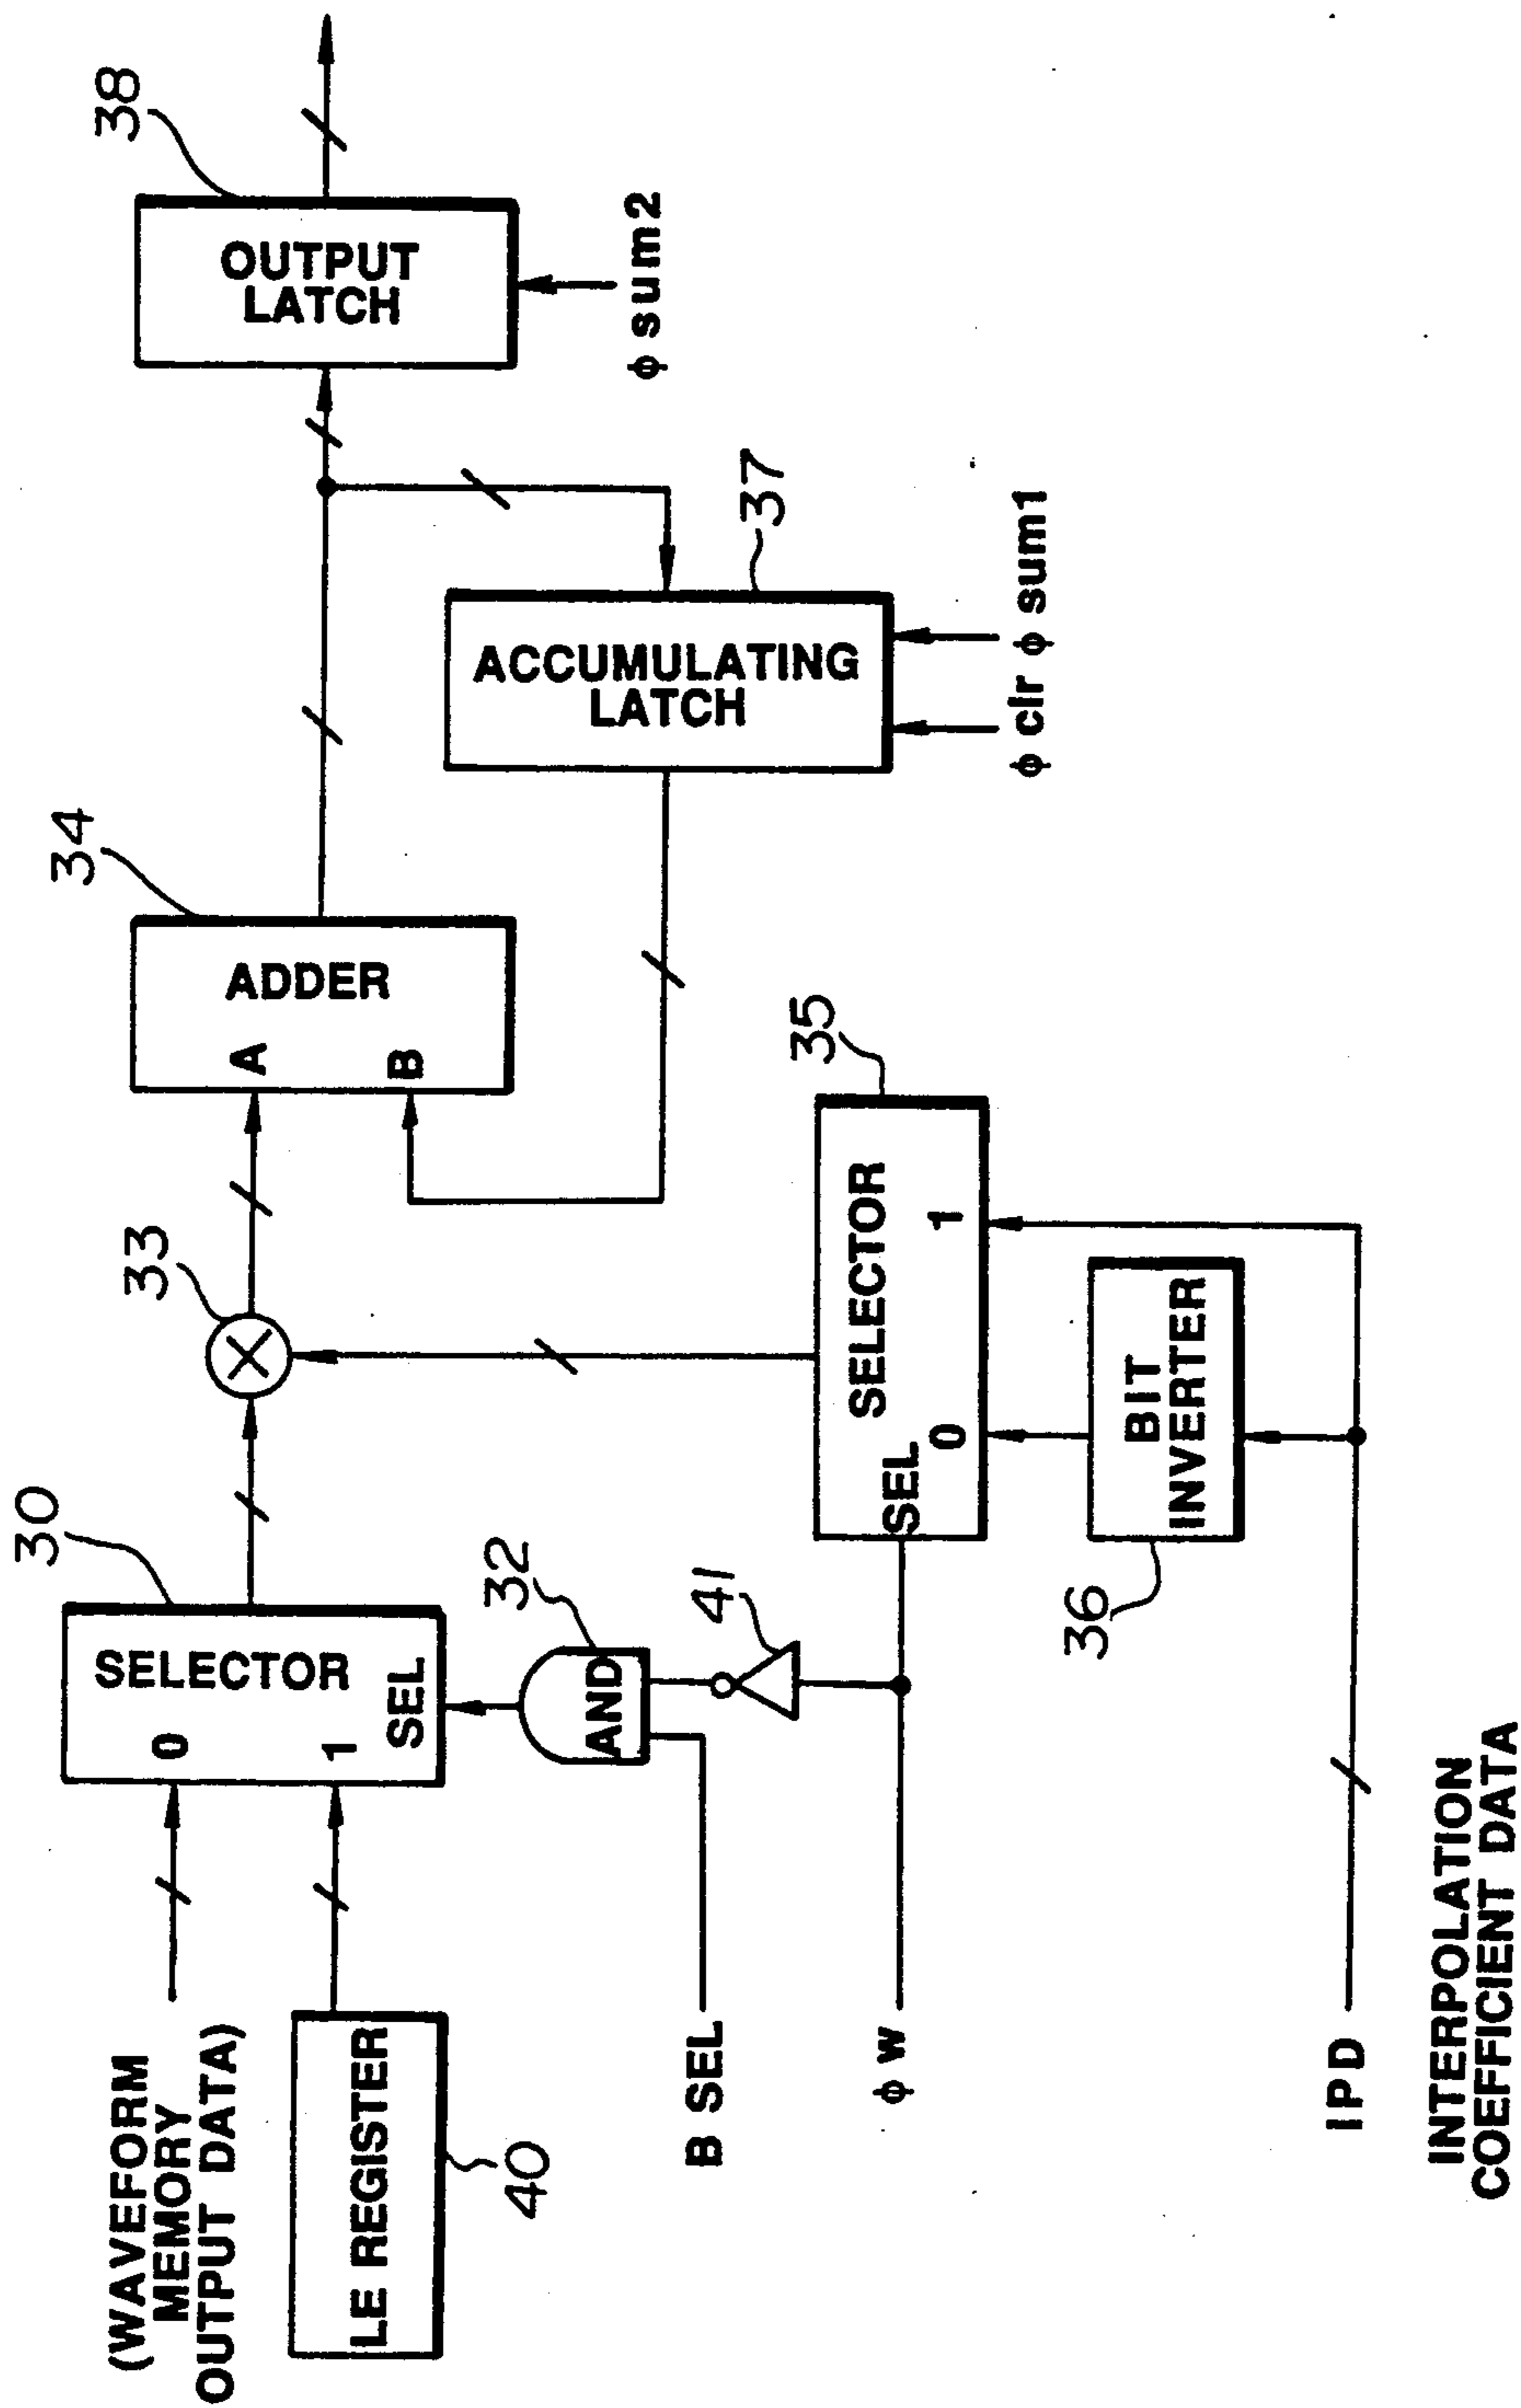 (WAVEFORM
MEMORY
OUTPUT DATA)
LE REGISTER
40
B SEL
φ w
IPD
INTERPOLATION
COEFFICIENT DATA
30
SELECTOR
0
1
SEL
32
AND
41
36
BIT
INVERTER
SELECTOR
SEL
0
1
35
33
34
ADDER
A
B
ACCUMULATING
LATCH
37
φ clr φ sum1
38
OUTPUT
LATCH
φ sum2